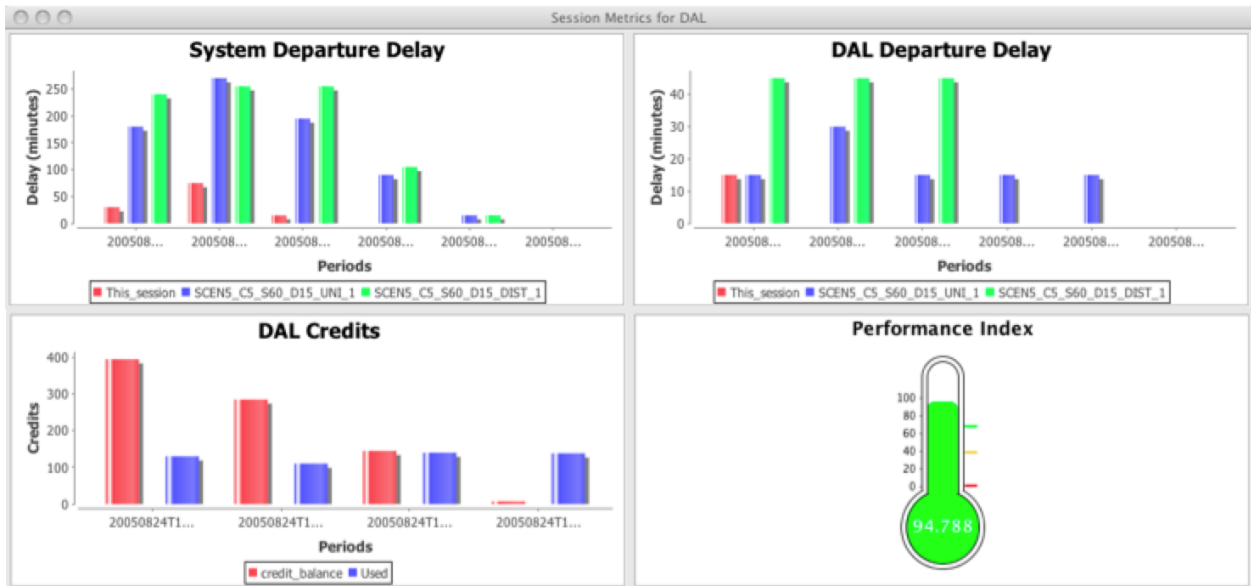 Session Metrics for DAL
System Departure Delay
Delay (minutes)
250
200
150
100
50
0
200508... 200508... 200508... 200508... 200508... 200508...
Periods
This_session SCEN5_C5_S60_D15_UNI_1 SCEN5_C5_S60_D15_DIST_1
DAL Departure Delay
Delay (minutes)
40
30
20
10
0
200508... 200508... 200508... 200508... 200508... 200508...
Periods
This_session SCEN5_C5_S60_D15_UNI_1 SCEN5_C5_S60_D15_DIST_1
DAL Credits
Credits
400
300
200
100
0
20050824T1... 20050824T1... 20050824T1... 20050824T1...
Periods
credit_balance Used
Performance Index
100
80
60
40
20
0
94.788